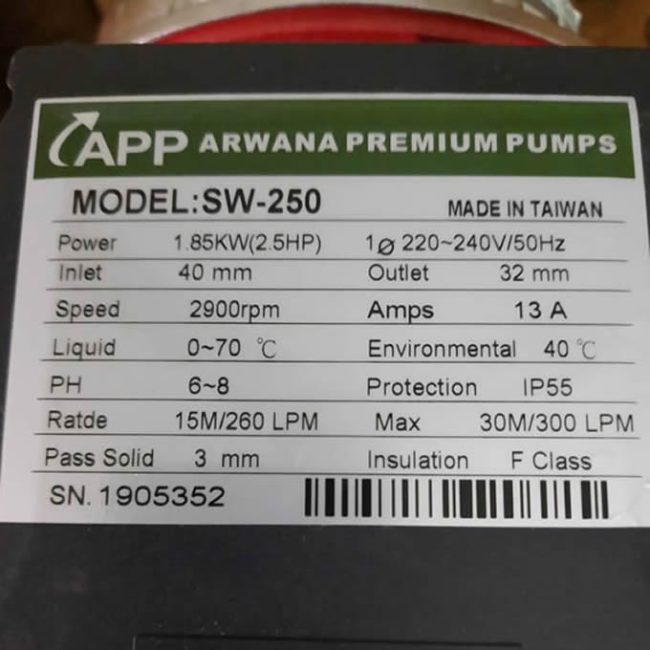 APP ARWANA PREMIUM PUMPS
MODEL:SW-250 MADE IN TAIWAN
Power 1.85KW(2.5HP) 1ø 220~240V/50Hz
Inlet 40 mm Outlet 32 mm
Speed 2900rpm Amps 13 A
Liquid 0~70 ℃ Environmental 40 ℃
PH 6~8 Protection IP55
Ratde 15M/260 LPM Max 30M/300 LPM
Pass Solid 3 mm Insulation F Class
SN. 1905352